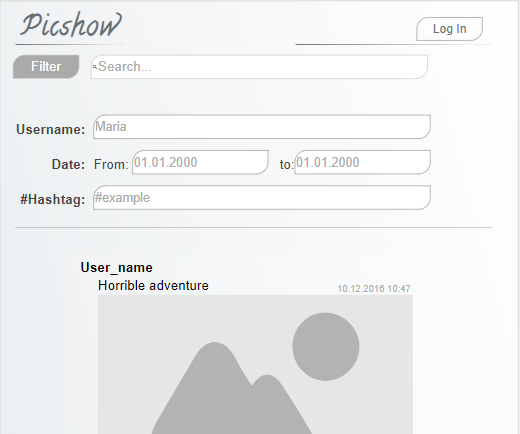 Picshow
Log In
Filter
Search...
Username: Maria
Date: From: 01.01.2000 to: 01.01.2000
#Hashtag: #example
User_name
Horrible adventure
10.12.2016 10:47